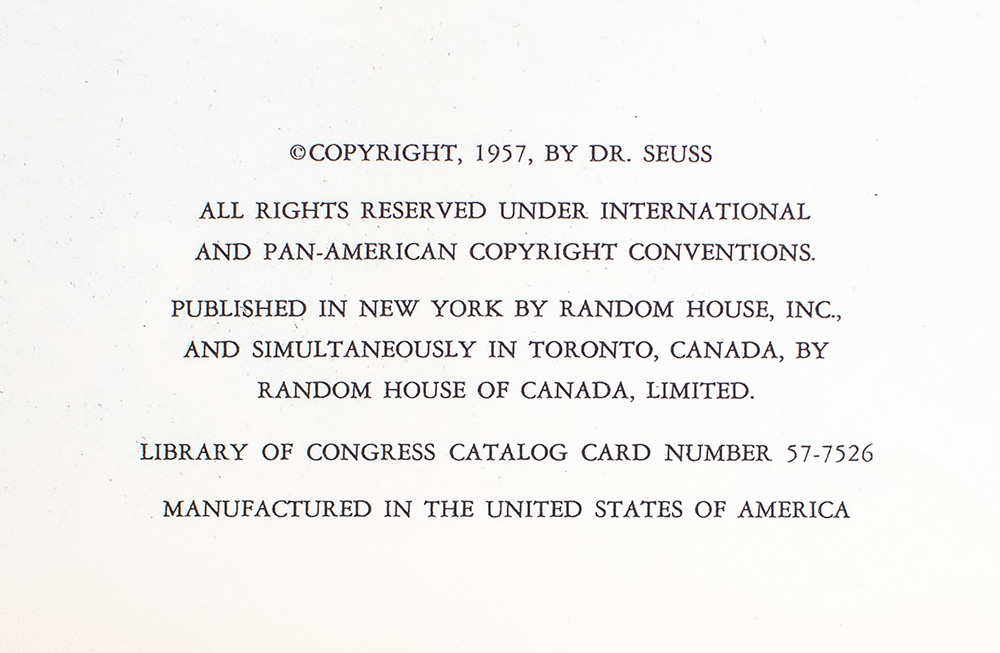 ©COPYRIGHT, 1957, BY DR. SEUSS
ALL RIGHTS RESERVED UNDER INTERNATIONAL
AND PAN-AMERICAN COPYRIGHT CONVENTIONS.
PUBLISHED IN NEW YORK BY RANDOM HOUSE, INC.,
AND SIMULTANEOUSLY IN TORONTO, CANADA, BY
RANDOM HOUSE OF CANADA, LIMITED.
LIBRARY OF CONGRESS CATALOG CARD NUMBER 57-7526
MANUFACTURED IN THE UNITED STATES OF AMERICA